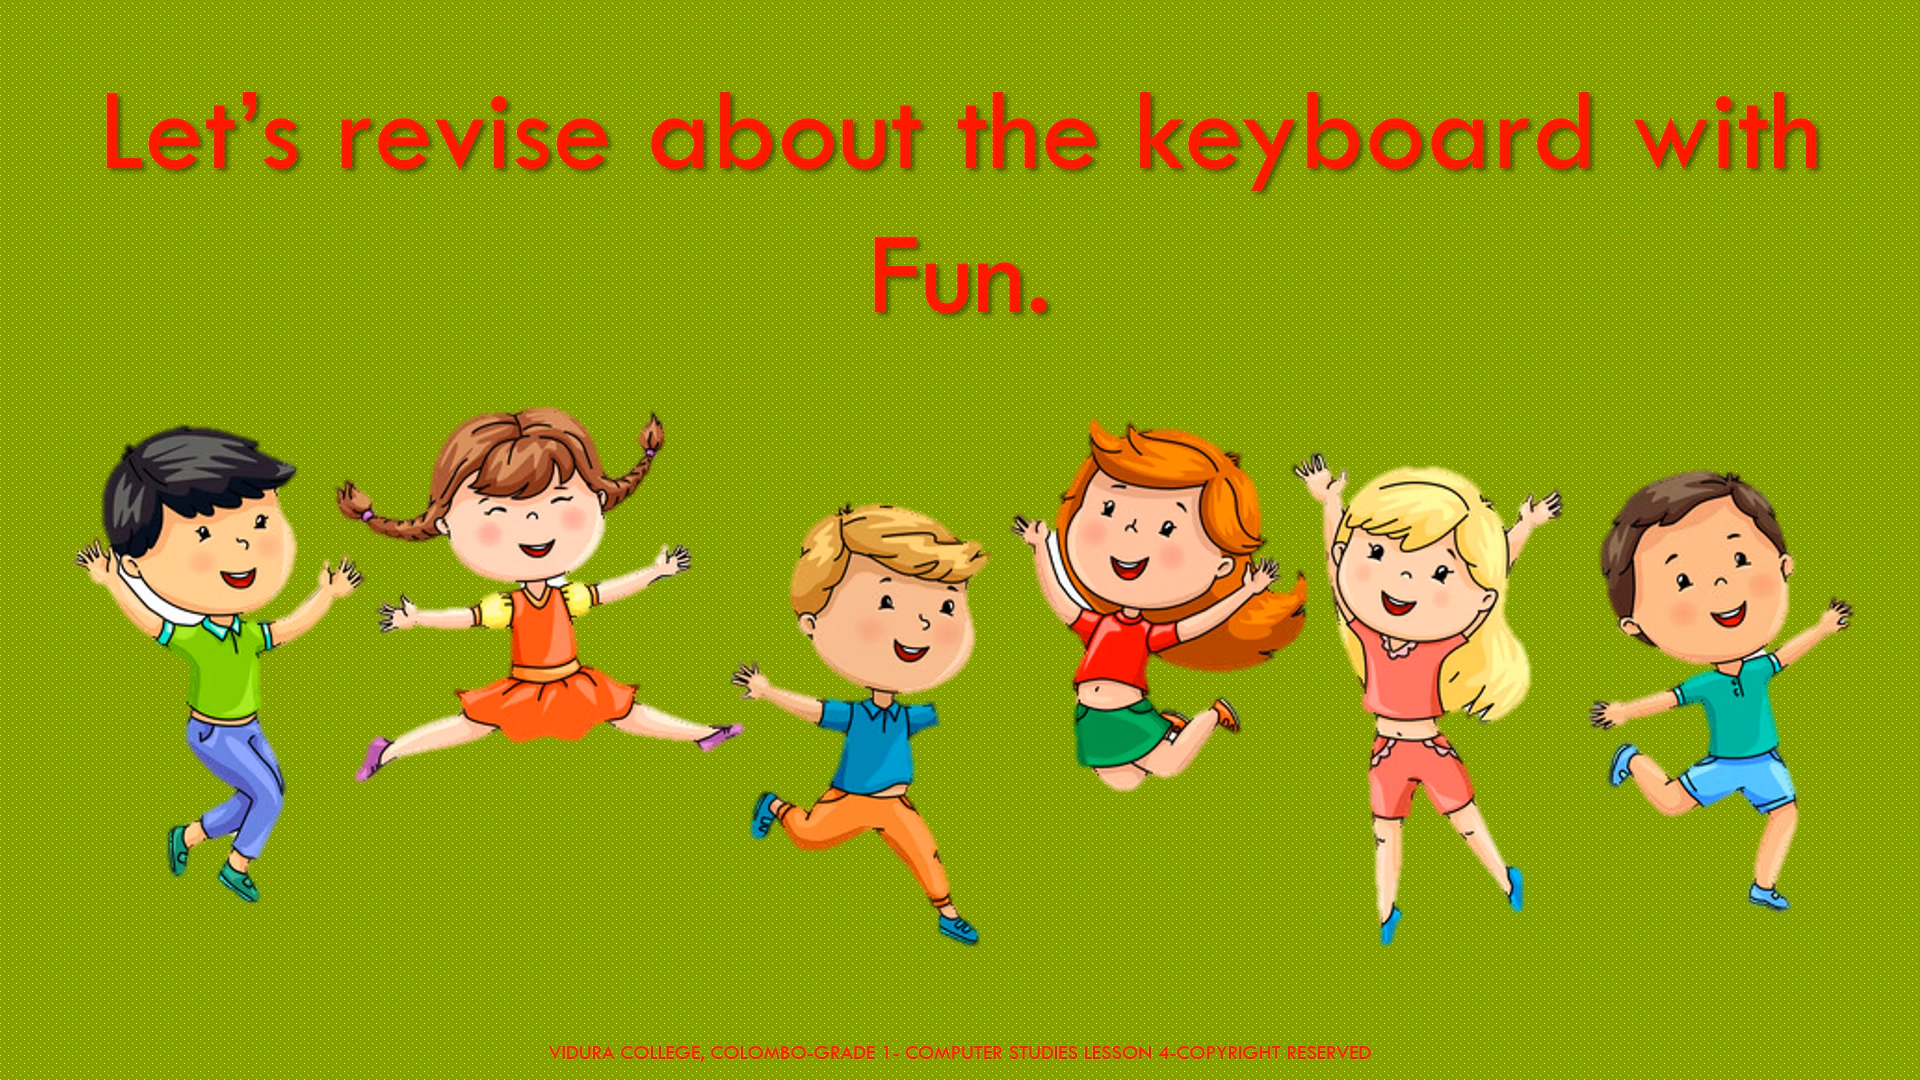 Let’s revise about the keyboard with
Fun.
VIDURA COLLEGE, COLOMBO-GRADE 1- COMPUTER STUDIES LESSON 4-COPYRIGHT RESERVED